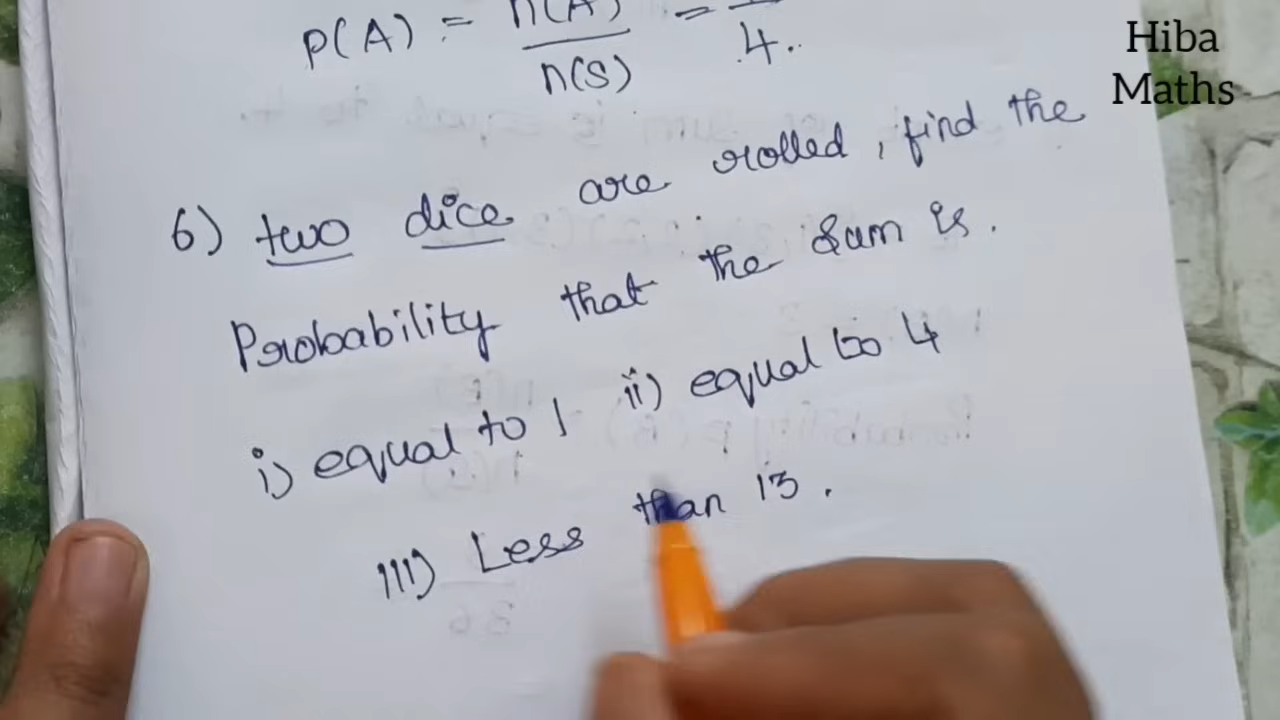 Hiba
Maths
P(A) = n(A) =
n(S) 4.
6) two dice are rolled, find the
Probability that the Sum is.
i) equal to 1 ii) equal to 4
III) Less than 13.